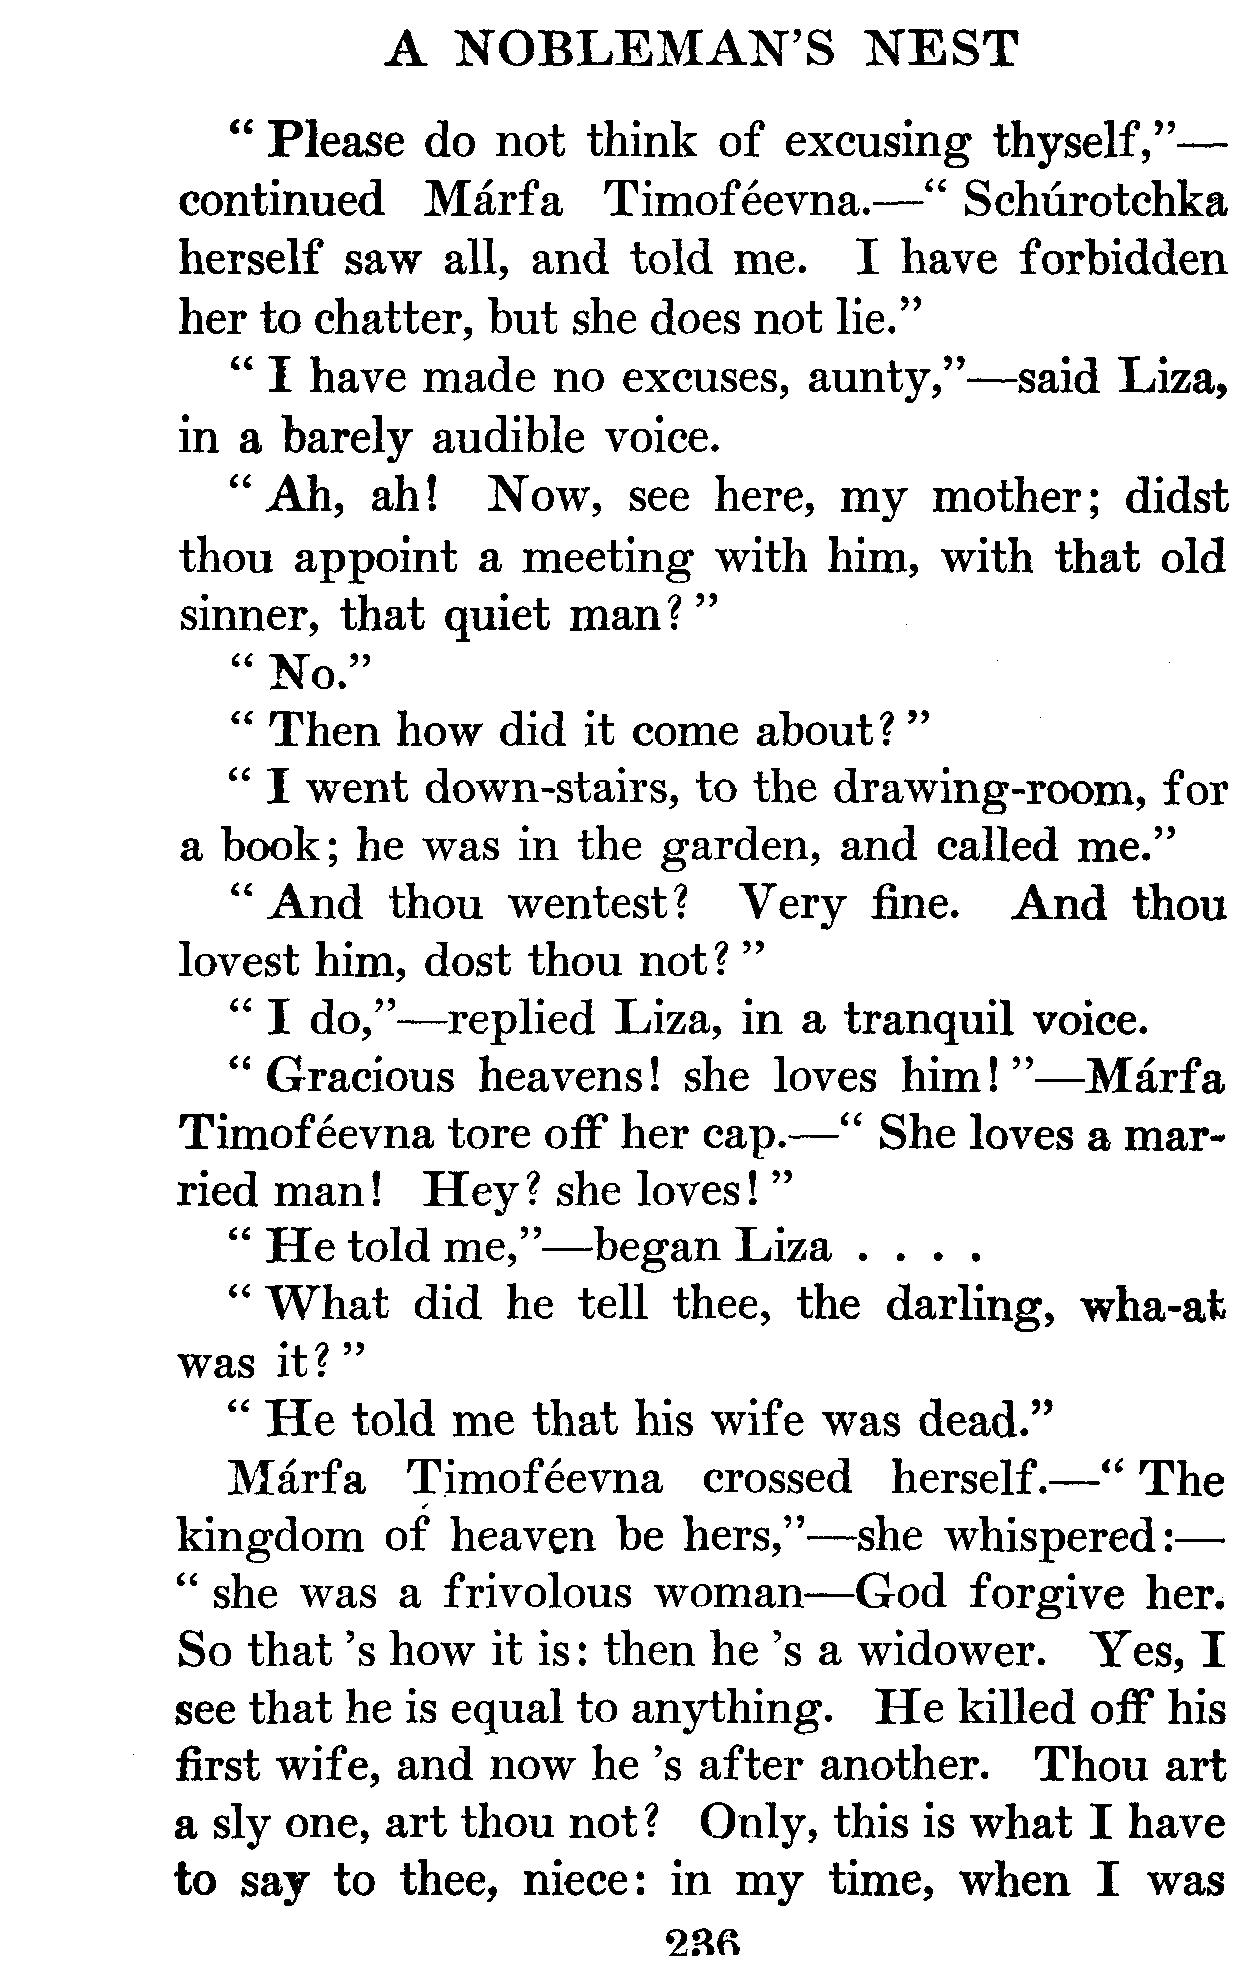 A NOBLEMAN'S NEST
“ Please do not think of excusing thyself,”—
continued Márfa Timoféevna.—“ Schúrotchka
herself saw all, and told me. I have forbidden
her to chatter, but she does not lie.”
“ I have made no excuses, aunty,”—said Liza,
in a barely audible voice.
“ Ah, ah! Now, see here, my mother; didst
thou appoint a meeting with him, with that old
sinner, that quiet man? ”
“ No.”
“ Then how did it come about? ”
“ I went down-stairs, to the drawing-room, for
a book; he was in the garden, and called me.”
“ And thou wentest? Very fine. And thou
lovest him, dost thou not? ”
“ I do,”—replied Liza, in a tranquil voice.
“ Gracious heavens! she loves him! ”—Márfa
Timoféevna tore off her cap.—“ She loves a mar-
ried man! Hey? she loves! ”
“ He told me,”—began Liza . . . .
“ What did he tell thee, the darling, wha-at
was it? ”
“ He told me that his wife was dead.”
Márfa Timoféevna crossed herself.—“ The
kingdom of heaven be hers,”—she whispered:—
“ she was a frivolous woman—God forgive her.
So that 's how it is: then he 's a widower. Yes, I
see that he is equal to anything. He killed off his
first wife, and now he 's after another. Thou art
a sly one, art thou not? Only, this is what I have
to say to thee, niece: in my time, when I was
236